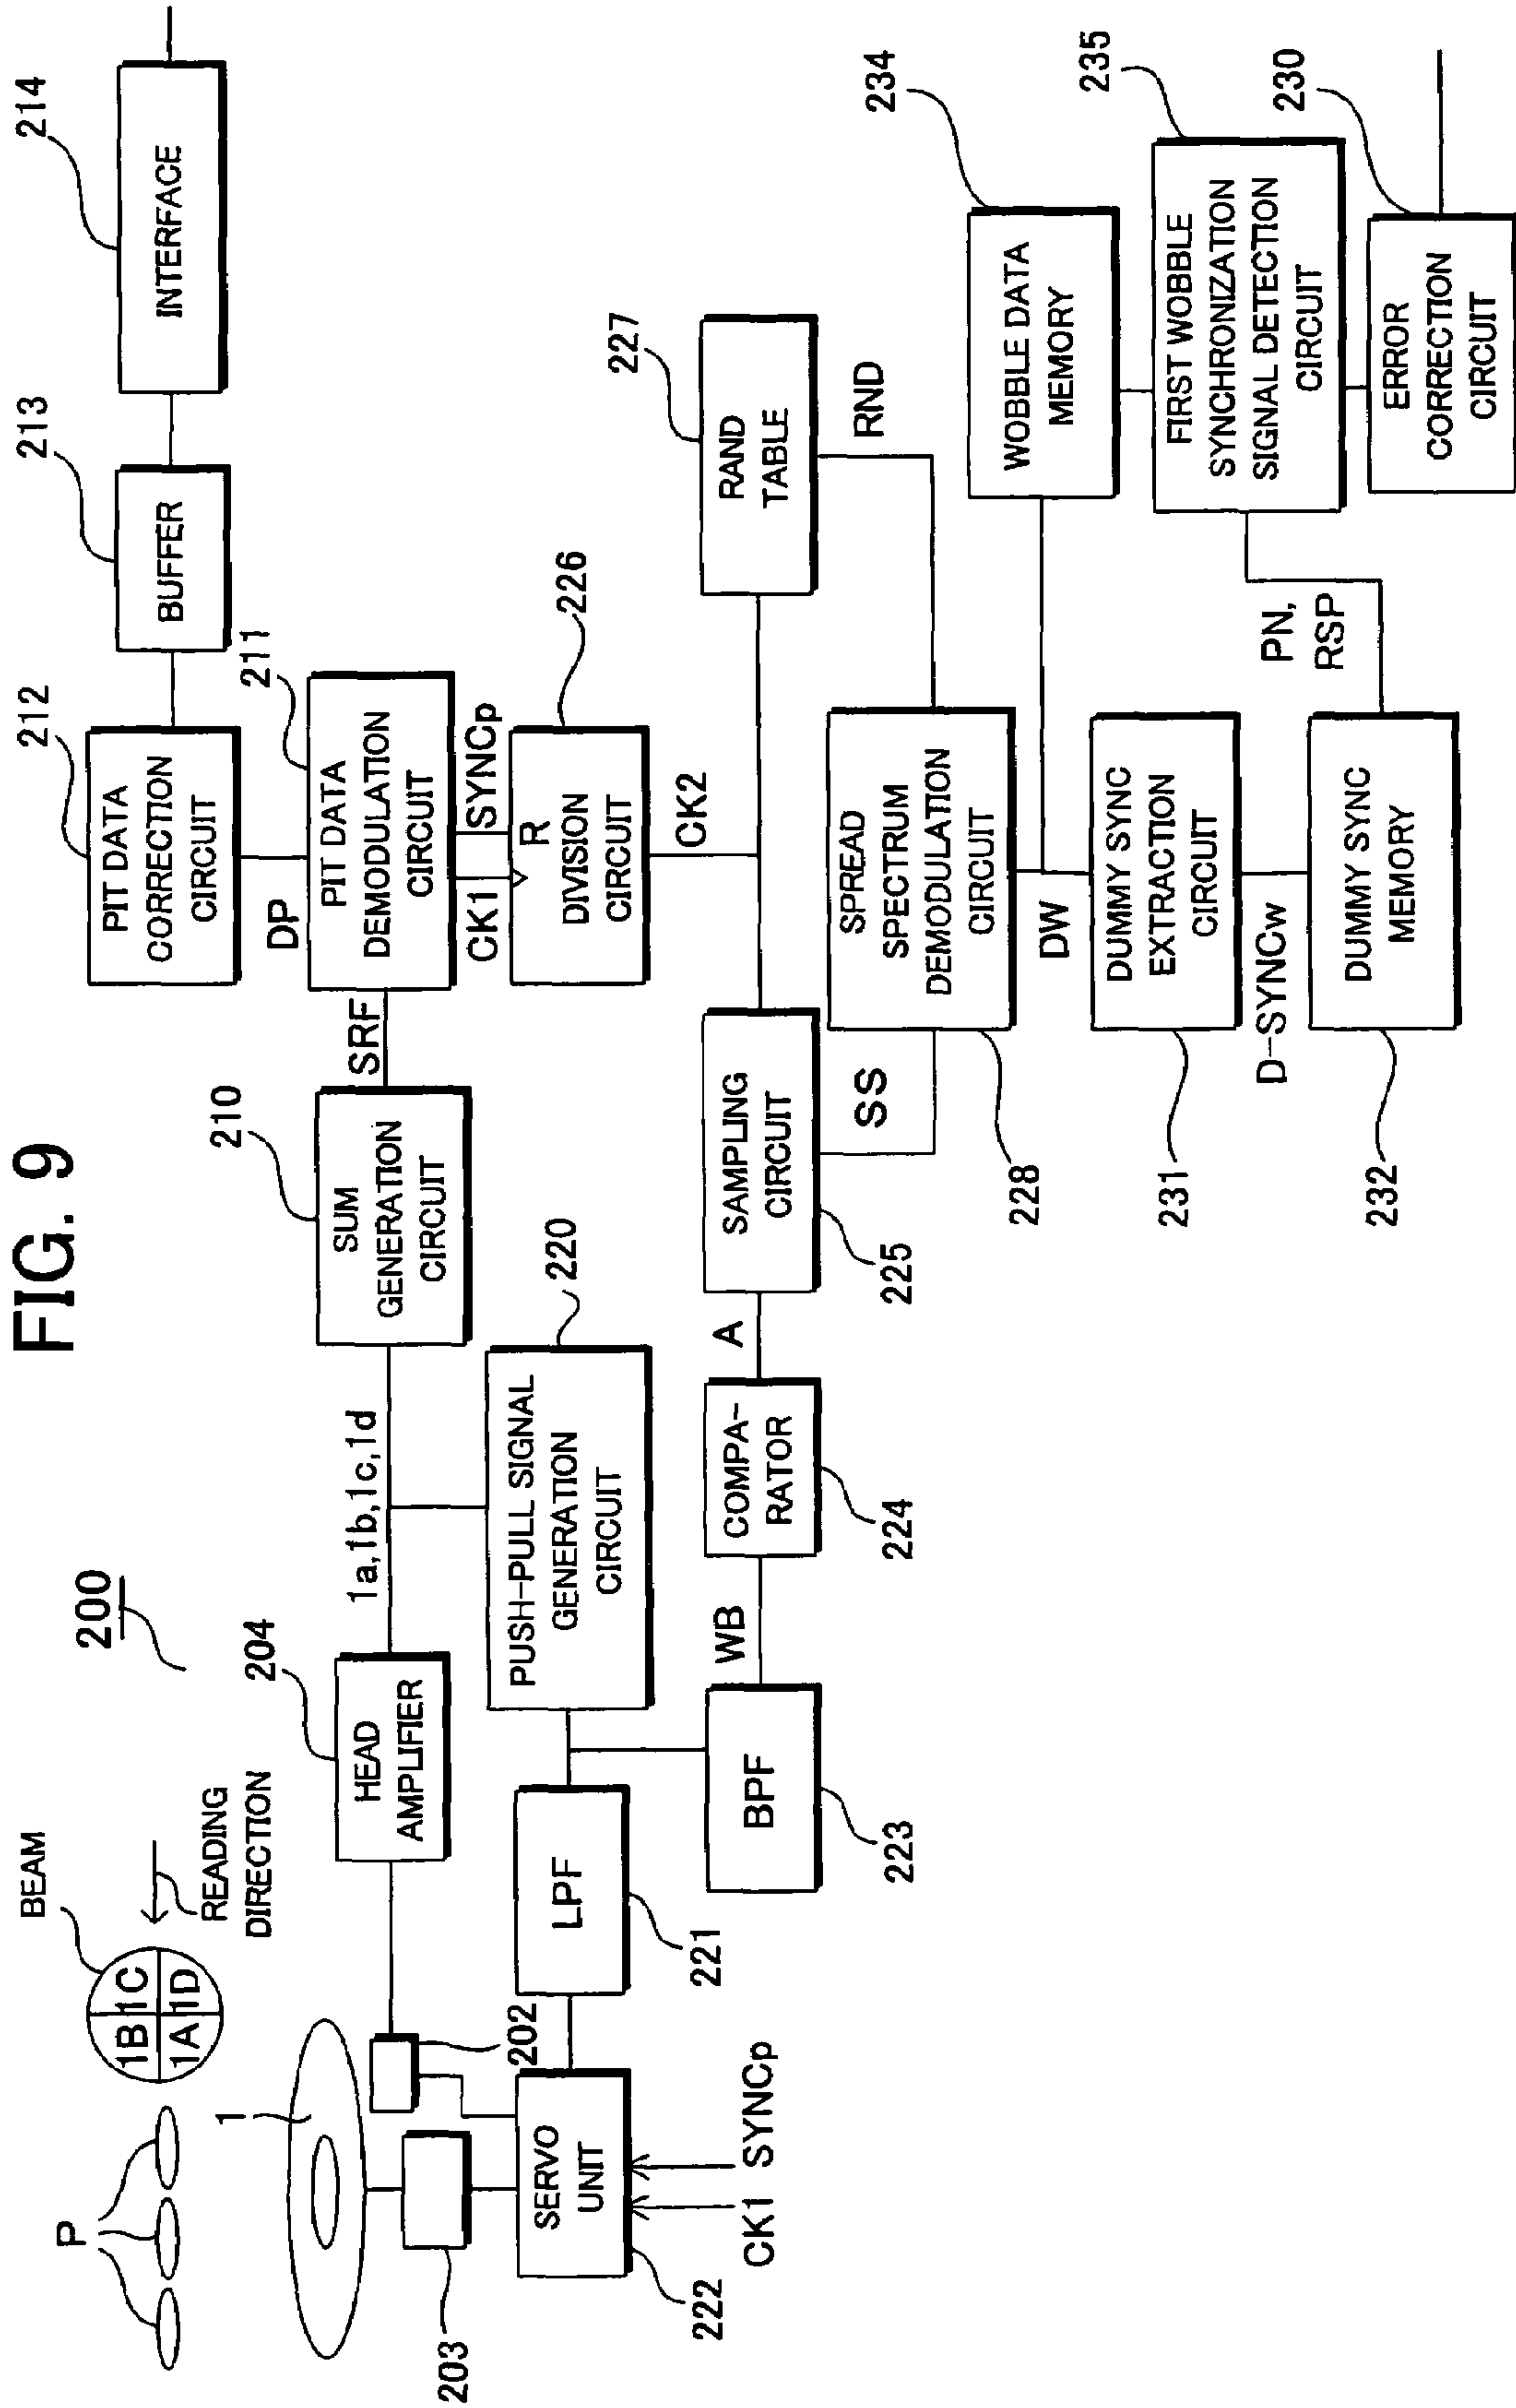 FIG. 9
200
BEAM
1B
1C
1A
1D
READING
DIRECTION
P
1
202
203
204
HEAD
AMPLIFIER
1a,1b,1c,1d
210
SUM
GENERATION
CIRCUIT
SRF
211
PIT DATA
DEMODULATION
CIRCUIT
DP
212
PIT DATA
CORRECTION
CIRCUIT
213
BUFFER
214
INTERFACE
CK1
SYNCp
226
R
DIVISION
CIRCUIT
CK2
220
PUSH-PULL SIGNAL
GENERATION
CIRCUIT
LPF
221
SERVO
UNIT
222
CK1
SYNCp
BPF
223
WB
COMPA-
RATOR
224
A
SAMPLING
CIRCUIT
225
SS
227
RAND
TABLE
RND
SPREAD
SPECTRUM
DEMODULATION
CIRCUIT
228
DW
DUMMY SYNC
EXTRACTION
CIRCUIT
231
D-SYNCw
DUMMY SYNC
MEMORY
232
PN,
RSP
234
WOBBLE DATA
MEMORY
235
FIRST WOBBLE
SYNCHRONIZATION
SIGNAL DETECTION
CIRCUIT
230
ERROR
CORRECTION
CIRCUIT